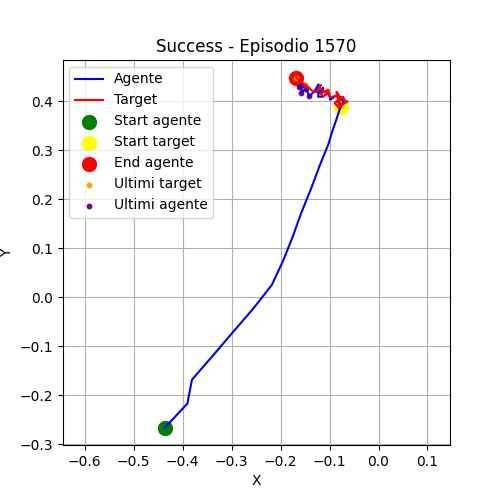 Success - Episodio 1570
Agente
Target
Start agente
Start target
End agente
Ultimi target
Ultimi agente
0.4
0.3
0.2
0.1
0.0
−0.1
−0.2
−0.3
Y
−0.6 −0.5 −0.4 −0.3 −0.2 −0.1 0.0 0.1
X